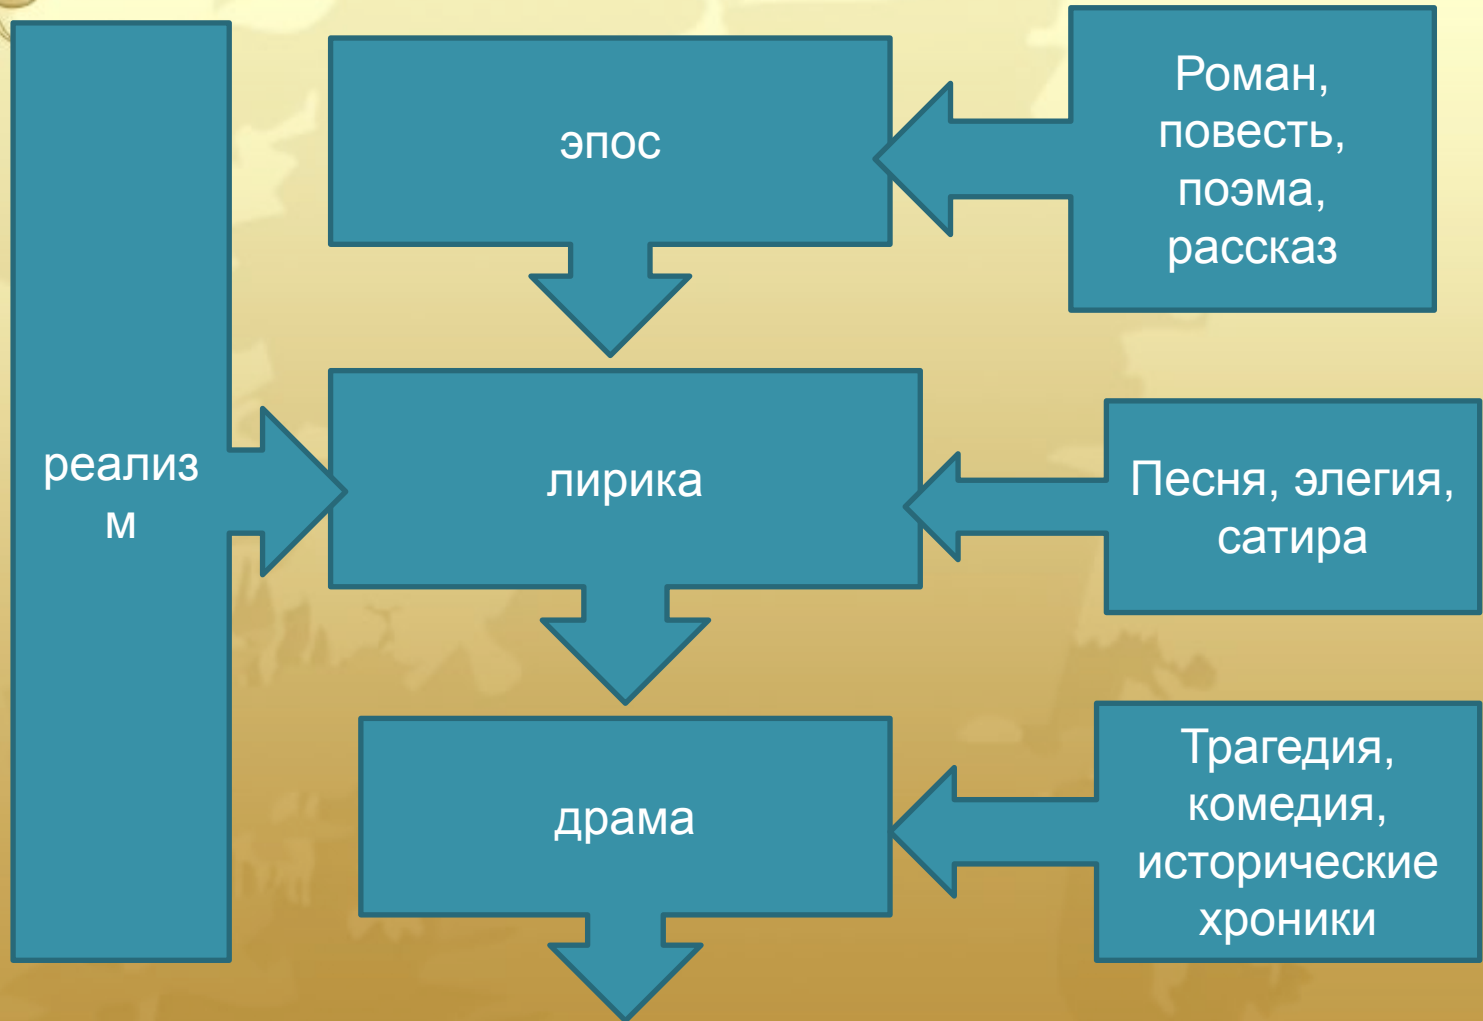 эпос
Роман,
повесть,
поэма,
рассказ
реализ
м
лирика
Песня, элегия,
сатира
драма
Трагедия,
комедия,
исторические
хроники